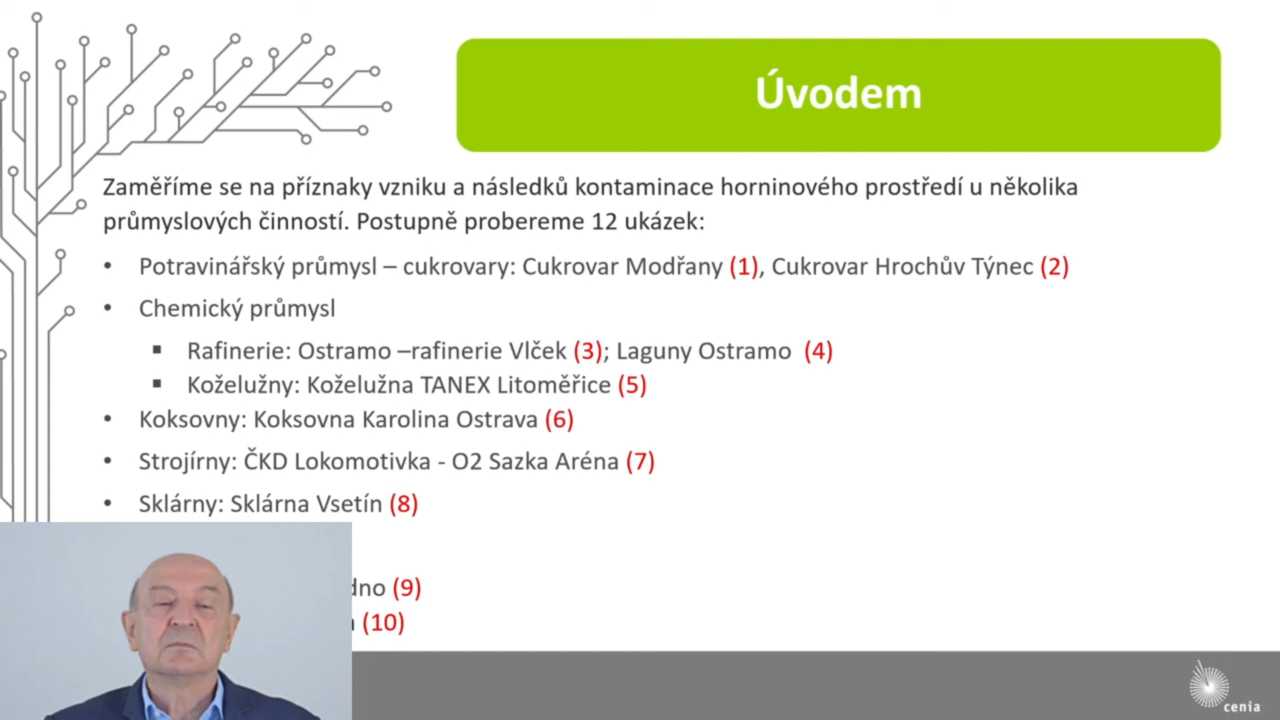 Úvodem
Zaměříme se na příznaky vzniku a následků kontaminace horninového prostředí u několika
průmyslových činností. Postupně probereme 12 ukázek:
• Potravinářský průmysl – cukrovary: Cukrovar Modřany (1), Cukrovar Hrochův Týnec (2)
• Chemický průmysl
▪ Rafinerie: Ostramo –rafinerie Vlček (3); Laguny Ostramo (4)
▪ Koželužny: Koželužna TANEX Litoměřice (5)
• Koksovny: Koksovna Karolina Ostrava (6)
• Strojírny: ČKD Lokomotivka - O2 Sazka Aréna (7)
• Sklárny: Sklárna Vsetín (8)
dno (9)
(10)
cenia